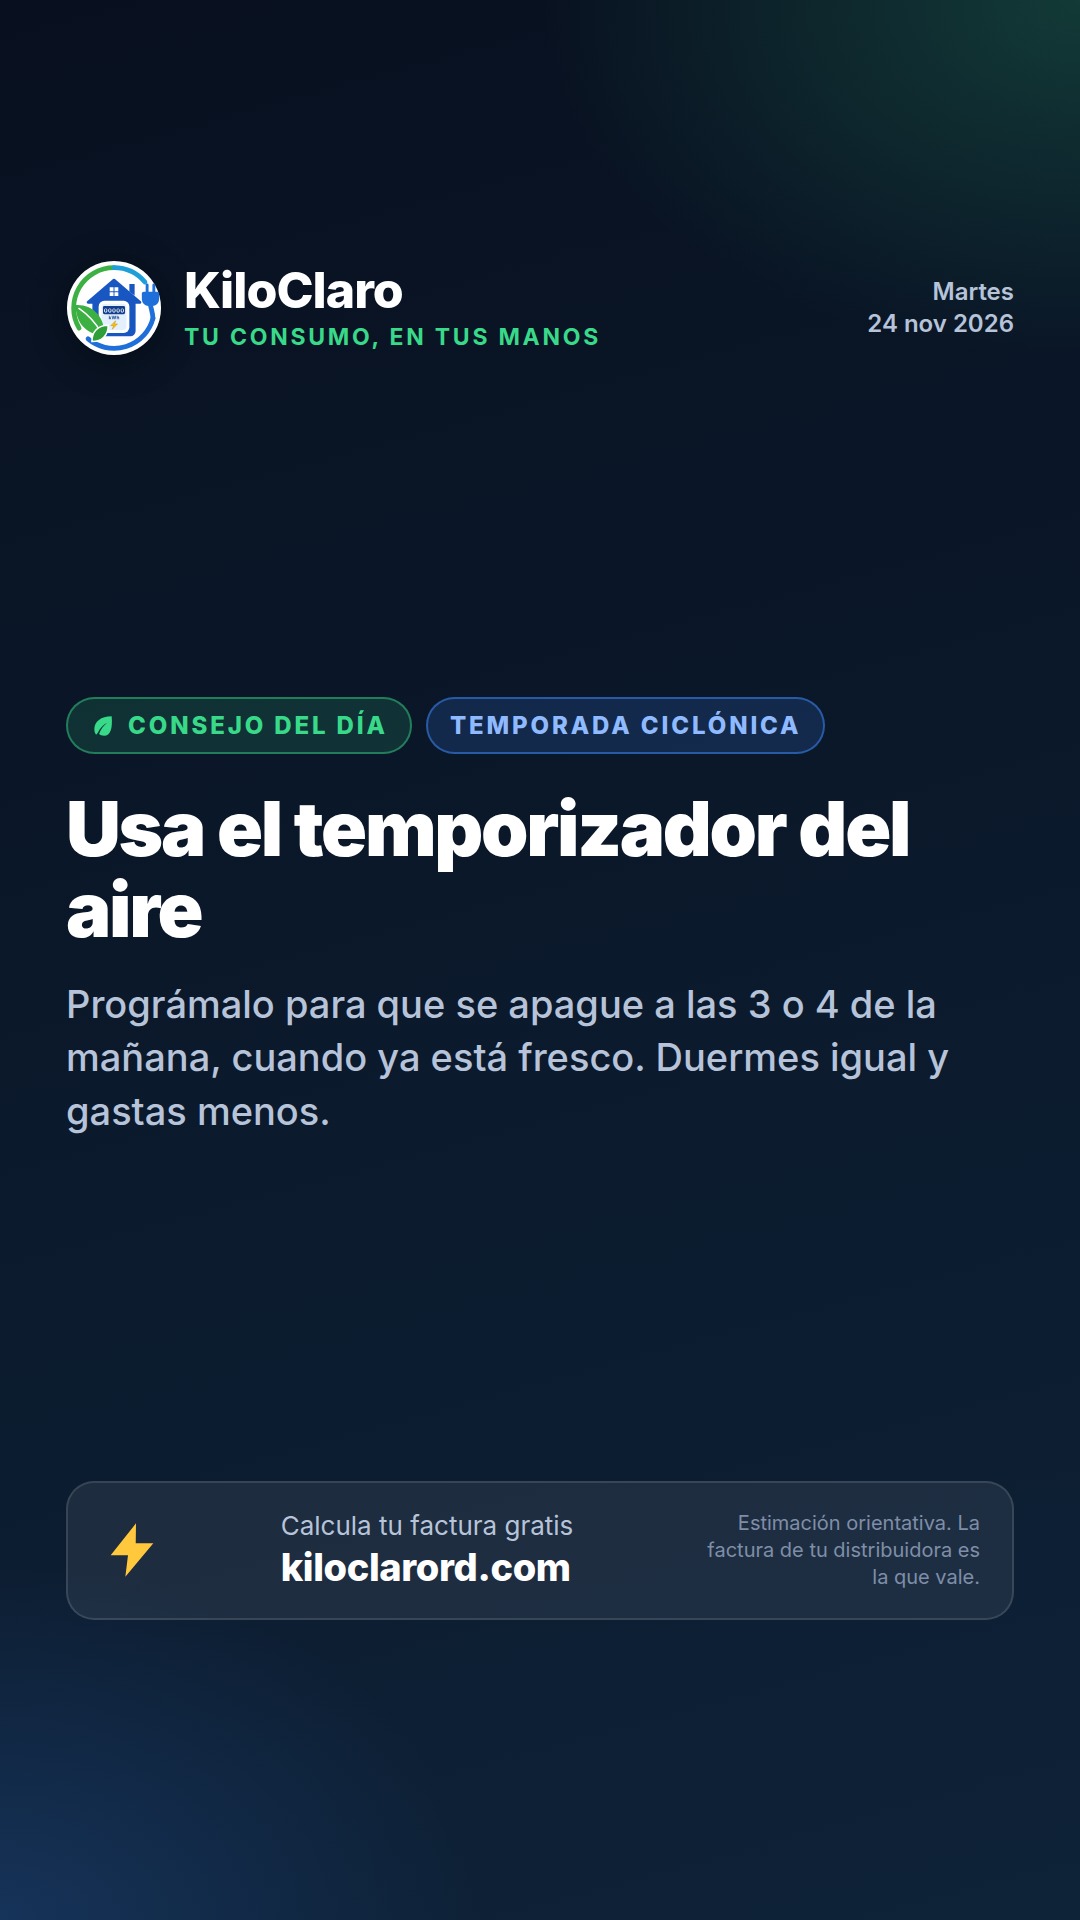 KiloClaro
TU CONSUMO, EN TUS MANOS
Martes
24 nov 2026
CONSEJO DEL DÍA
TEMPORADA CICLÓNICA
Usa el temporizador del
aire
Prográmalo para que se apague a las 3 o 4 de la
mañana, cuando ya está fresco. Duermes igual y
gastas menos.
Calcula tu factura gratis
kiloclarord.com
Estimación orientativa. La
factura de tu distribuidora es
la que vale.